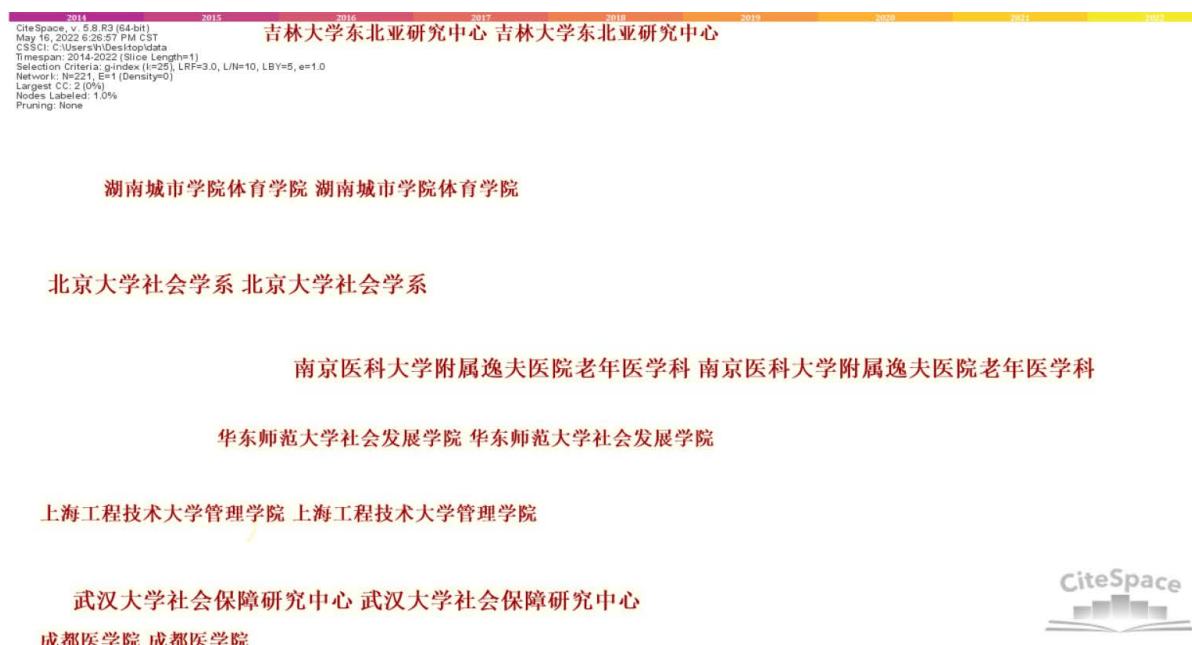 2014 2015 2016 2017 2018 2019 2020 2021 2022
CiteSpace, v. 5.8.R3 (64-bit)
May 16, 2022 6:26:57 PM CST
CSSCI: C:\Users\h\Desktop\data
Timespan: 2014-2022 (Slice Length=1)
Selection Criteria: g-index (k=25), LRF=3.0, L/N=10, LBY=5, e=1.0
Network: N=221, E=1 (Density=0)
Largest CC: 2 (0%)
Nodes Labeled: 1.0%
Pruning: None
吉林大学东北亚研究中心 吉林大学东北亚研究中心
湖南城市学院体育学院 湖南城市学院体育学院
北京大学社会学系 北京大学社会学系
南京医科大学附属逸夫医院老年医学科 南京医科大学附属逸夫医院老年医学科
华东师范大学社会发展学院 华东师范大学社会发展学院
上海工程技术大学管理学院 上海工程技术大学管理学院
武汉大学社会保障研究中心 武汉大学社会保障研究中心
成都医学院 成都医学院
CiteSpace